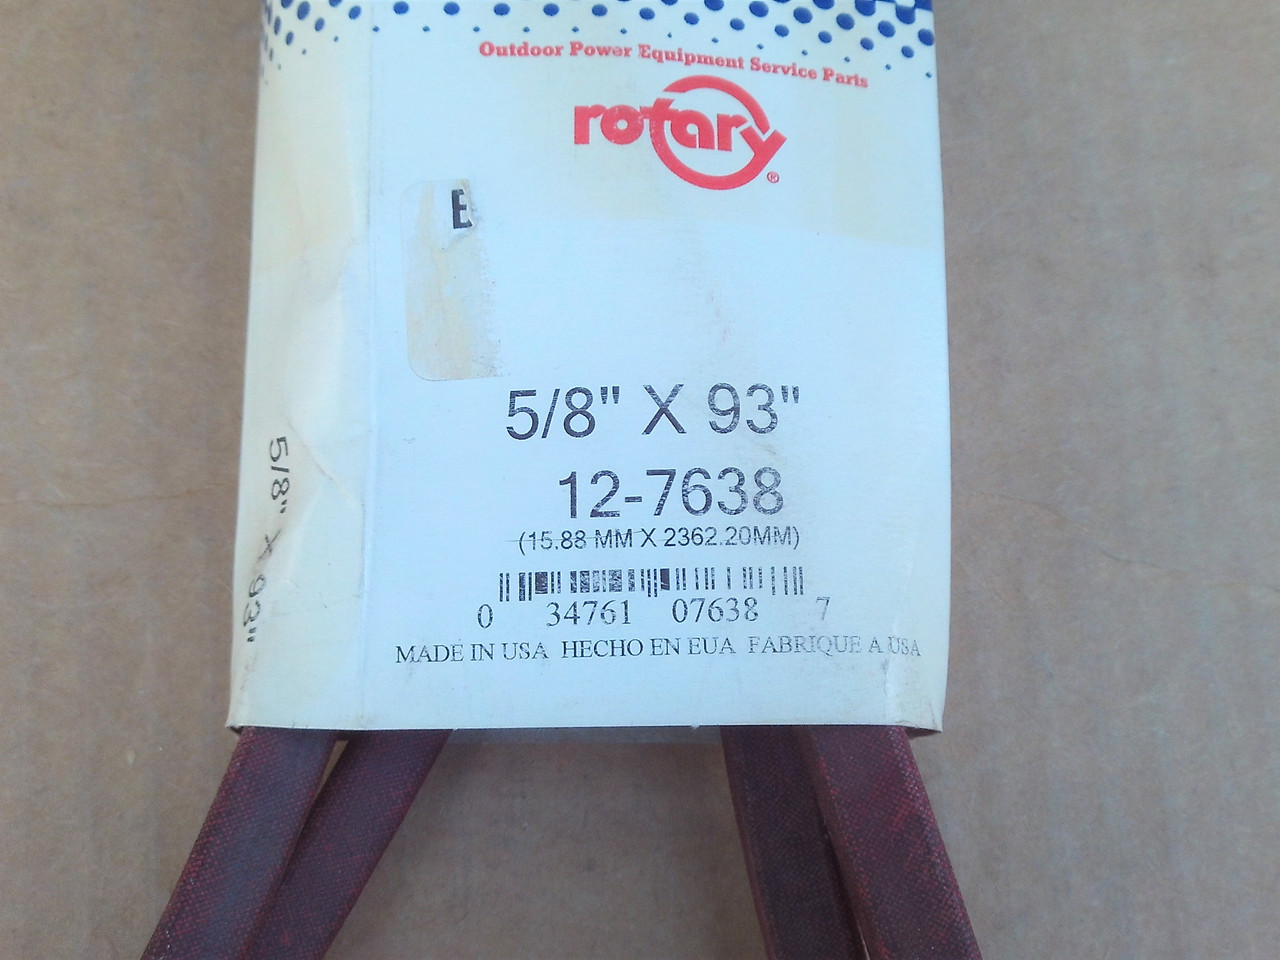 Outdoor Power Equipment Service Parts
rotary®
E
5/8" X 93"
12-7638
(15.88 MM X 2362.20MM)
0 34761 07638 7
MADE IN USA HECHO EN EUA FABRIQUE A USA
5/8" X 93"